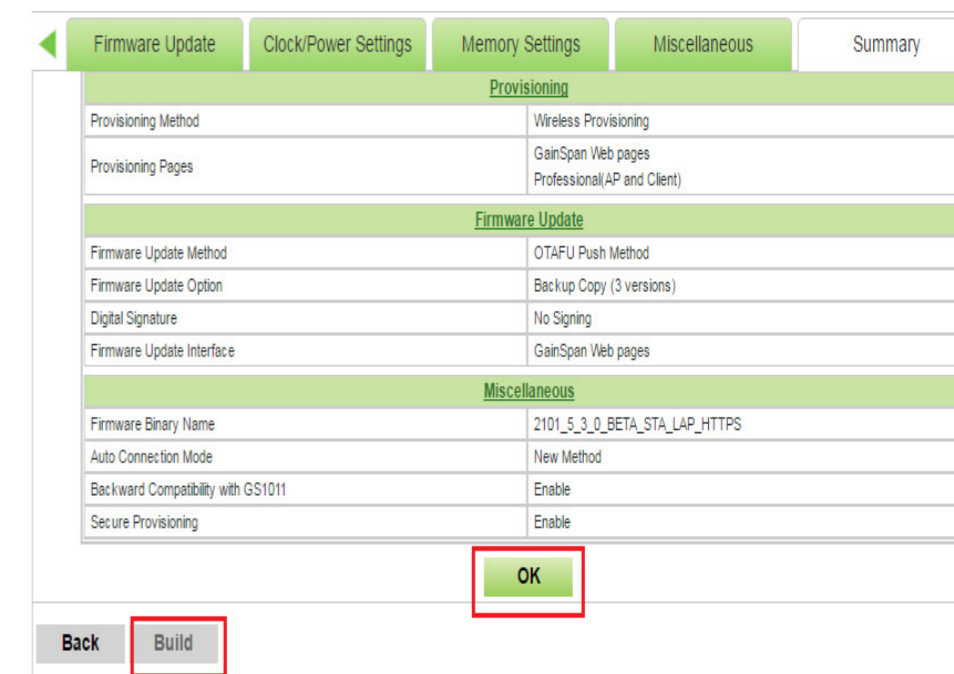 Firmware Update Clock/Power Settings Memory Settings Miscellaneous Summary
Provisioning
Provisioning Method Wireless Provisioning
Provisioning Pages GainSpan Web pages
Professional(AP and Client)
Firmware Update
Firmware Update Method OTAFU Push Method
Firmware Update Option Backup Copy (3 versions)
Digital Signature No Signing
Firmware Update Interface GainSpan Web pages
Miscellaneous
Firmware Binary Name 2101_5_3_0_BETA_STA_LAP_HTTPS
Auto Connection Mode New Method
Backward Compatibility with GS1011 Enable
Secure Provisioning Enable
OK
Back Build